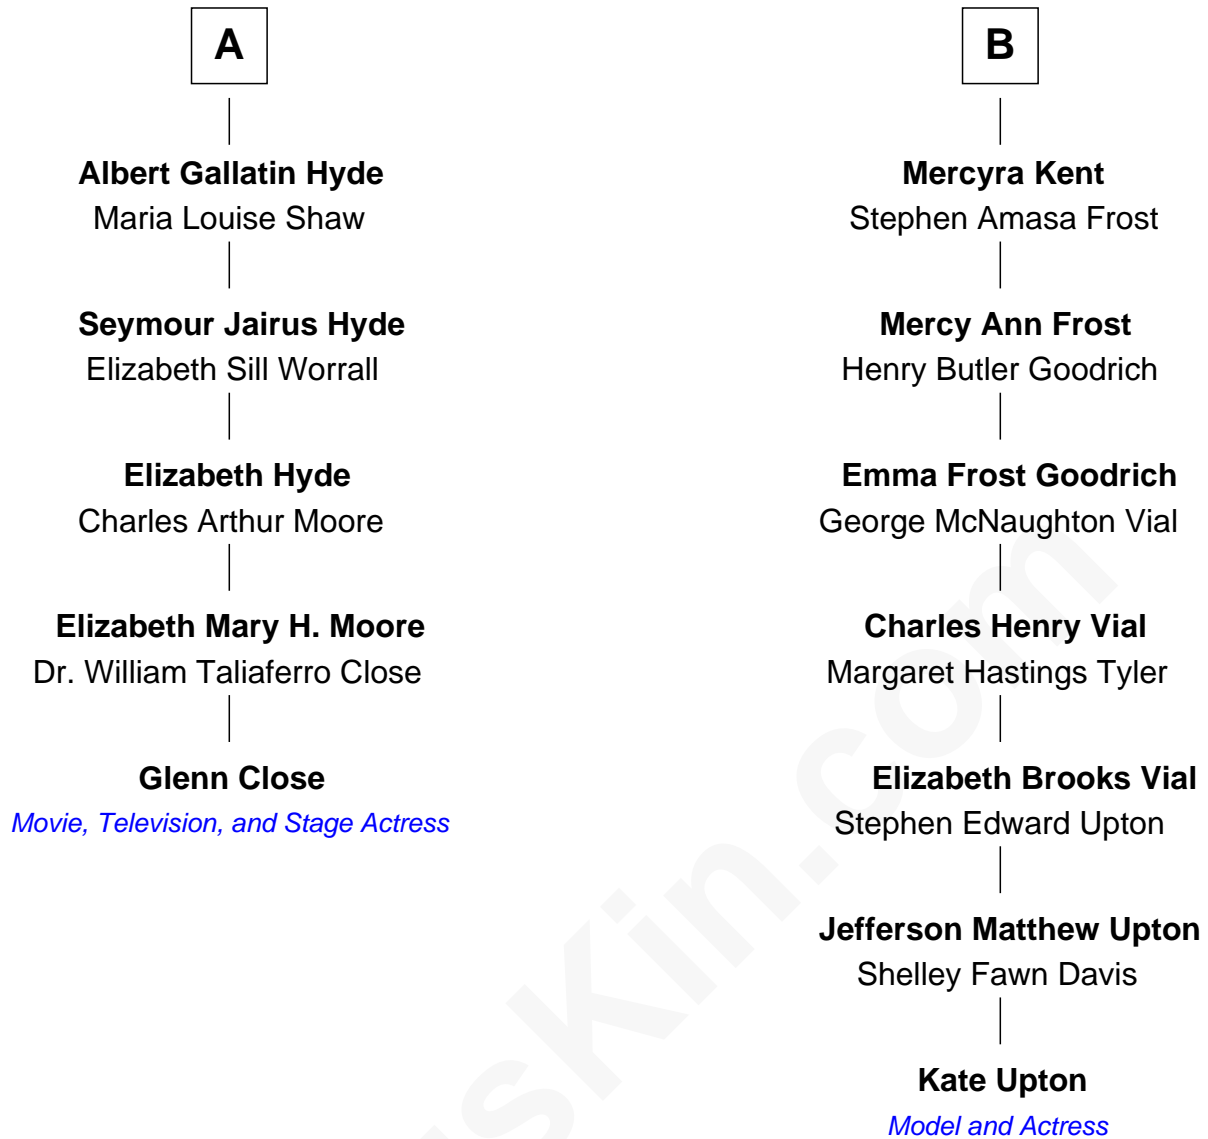 A
Albert Gallatin Hyde
Maria Louise Shaw
Seymour Jairus Hyde
Elizabeth Sill Worrall
Elizabeth Hyde
Charles Arthur Moore
Elizabeth Mary H. Moore
Dr. William Taliaferro Close
Glenn Close
Movie, Television, and Stage Actress
B
Mercyra Kent
Stephen Amasa Frost
Mercy Ann Frost
Henry Butler Goodrich
Emma Frost Goodrich
George McNaughton Vial
Charles Henry Vial
Margaret Hastings Tyler
Elizabeth Brooks Vial
Stephen Edward Upton
Jefferson Matthew Upton
Shelley Fawn Davis
Kate Upton
Model and Actress